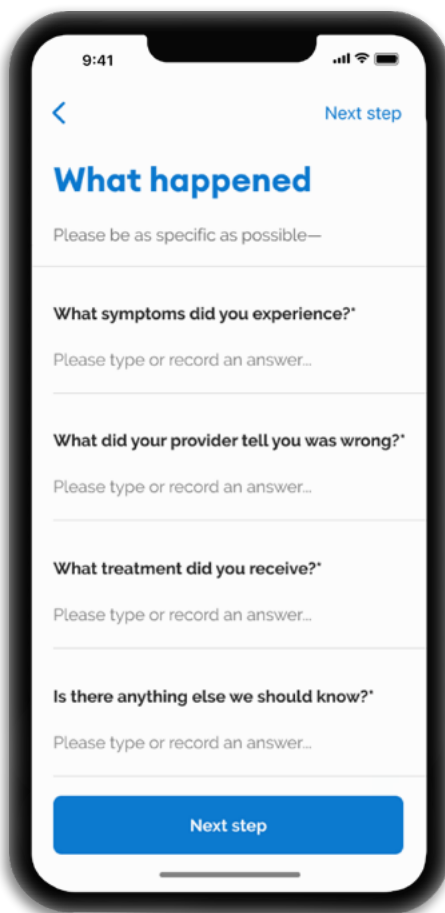 9:41
Next step
What happened
Please be as specific as possible—
What symptoms did you experience?*
Please type or record an answer...
What did your provider tell you was wrong?*
Please type or record an answer...
What treatment did you receive?*
Please type or record an answer...
Is there anything else we should know?*
Please type or record an answer...
Next step